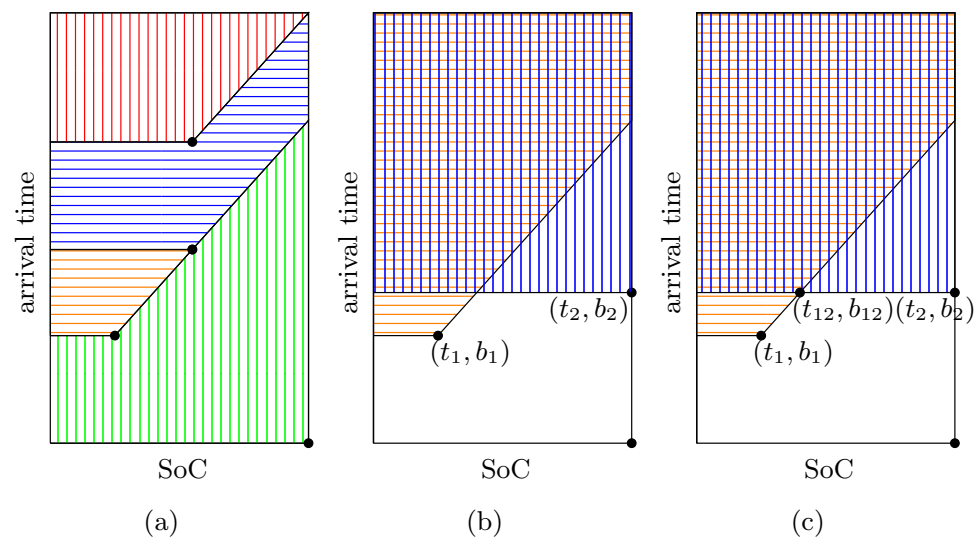 arrival time
SoC
(a)
arrival time
(t₂, b₂)
(t₁, b₁)
SoC
(b)
arrival time
(t₁₂, b₁₂)(t₂, b₂)
(t₁, b₁)
SoC
(c)